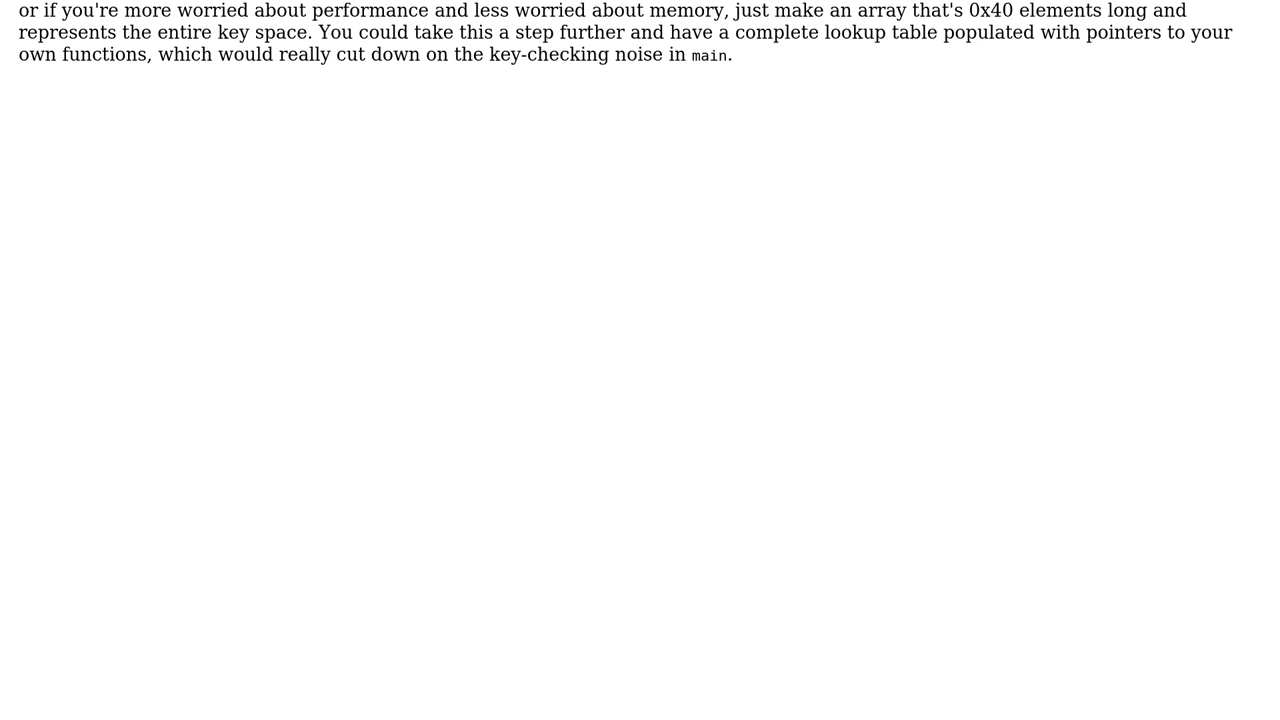 or if you're more worried about performance and less worried about memory, just make an array that's 0x40 elements long and
represents the entire key space. You could take this a step further and have a complete lookup table populated with pointers to your
own functions, which would really cut down on the key-checking noise in main.